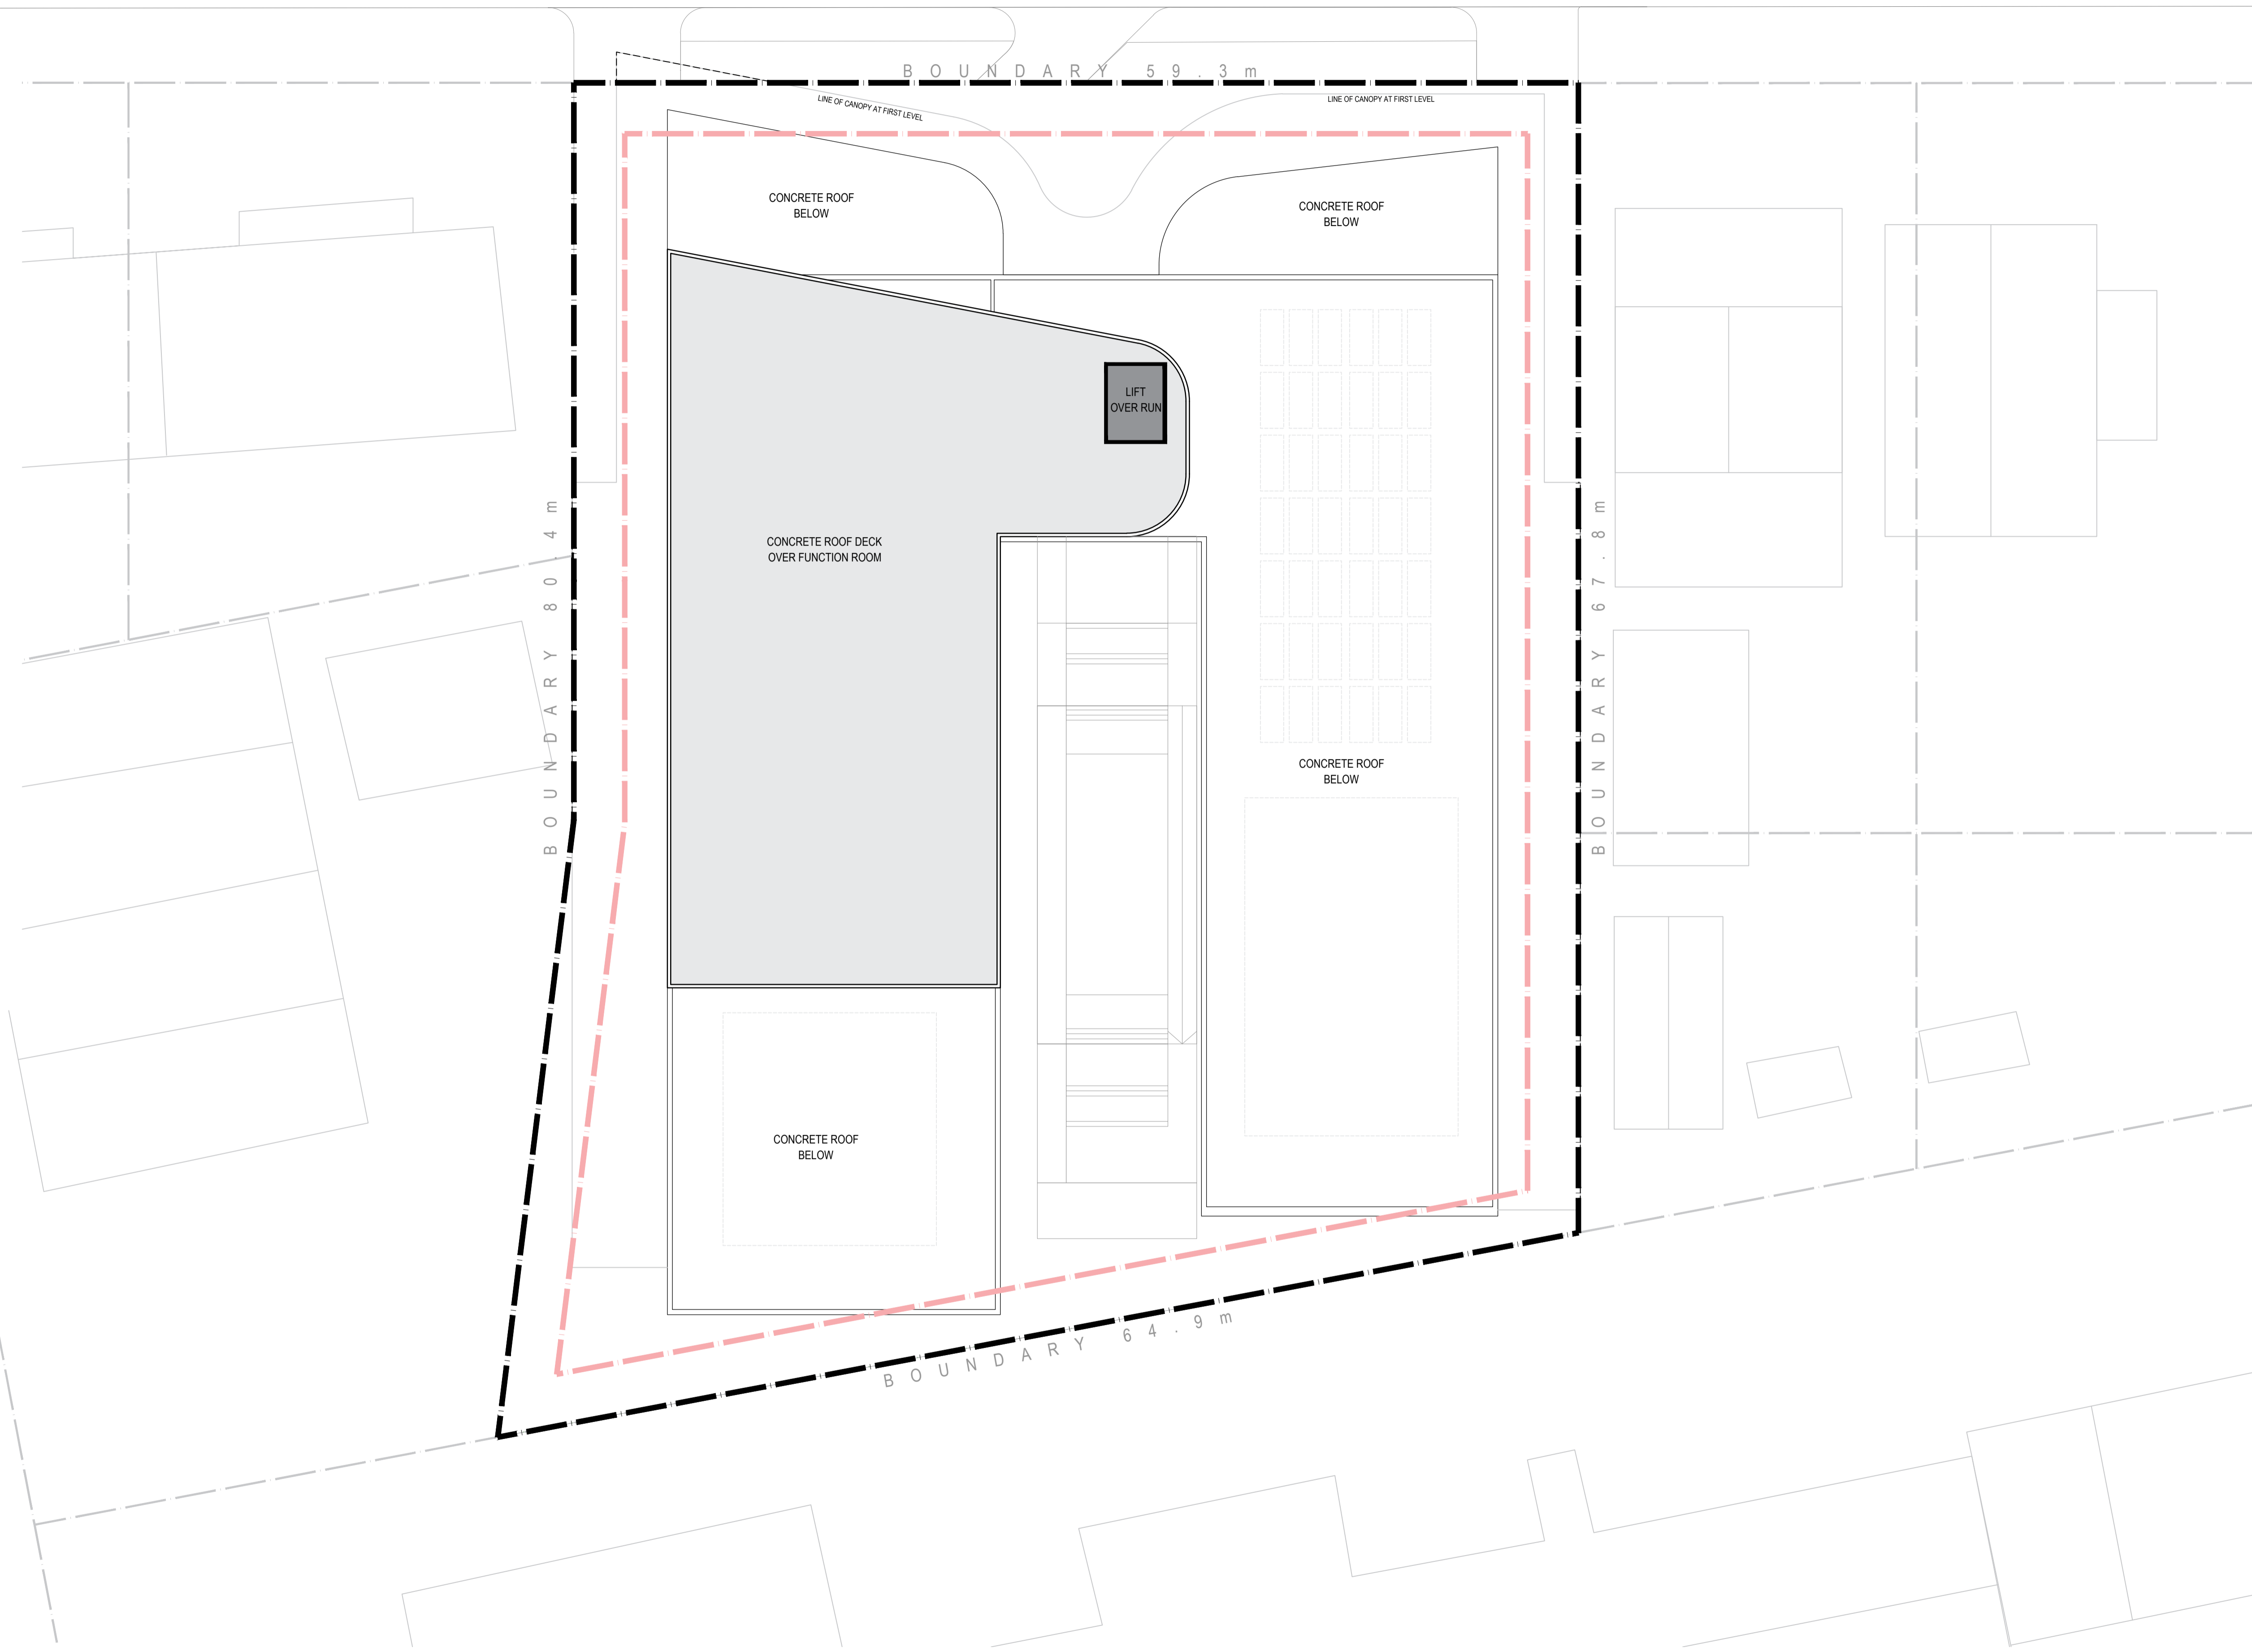 BOUNDARY 59.3m
LINE OF CANOPY AT FIRST LEVEL
LINE OF CANOPY AT FIRST LEVEL
CONCRETE ROOF
BELOW
CONCRETE ROOF
BELOW
LIFT
OVER RUN
BOUNDARY 80.4m
CONCRETE ROOF DECK
OVER FUNCTION ROOM
BOUNDARY 67.8m
CONCRETE ROOF
BELOW
CONCRETE ROOF
BELOW
BOUNDARY 64.9m